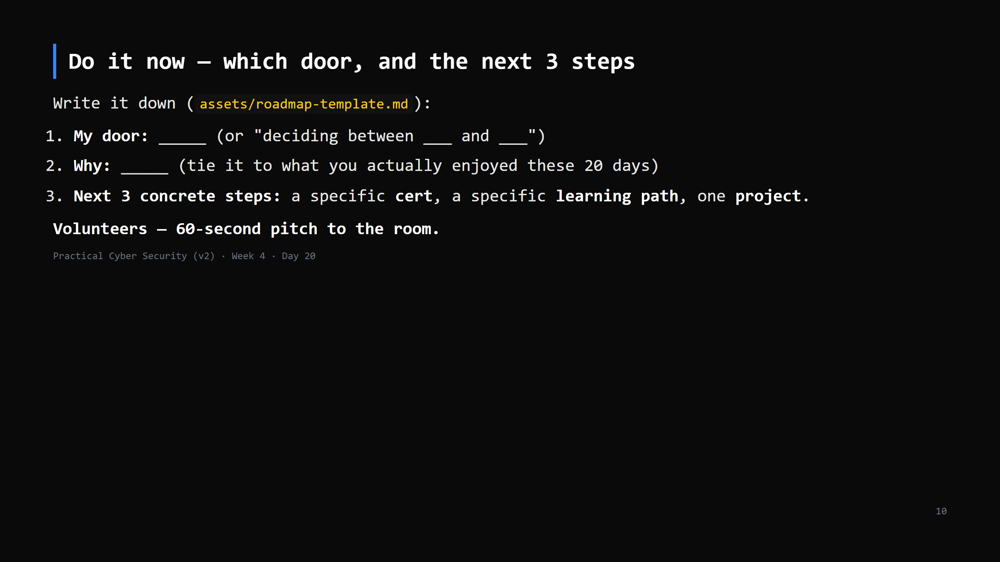 Do it now — which door, and the next 3 steps
Write it down (assets/roadmap-template.md):
1. My door: _____ (or "deciding between ___ and ___")
2. Why: _____ (tie it to what you actually enjoyed these 20 days)
3. Next 3 concrete steps: a specific cert, a specific learning path, one project.
Volunteers — 60-second pitch to the room.
Practical Cyber Security (v2) · Week 4 · Day 20
10